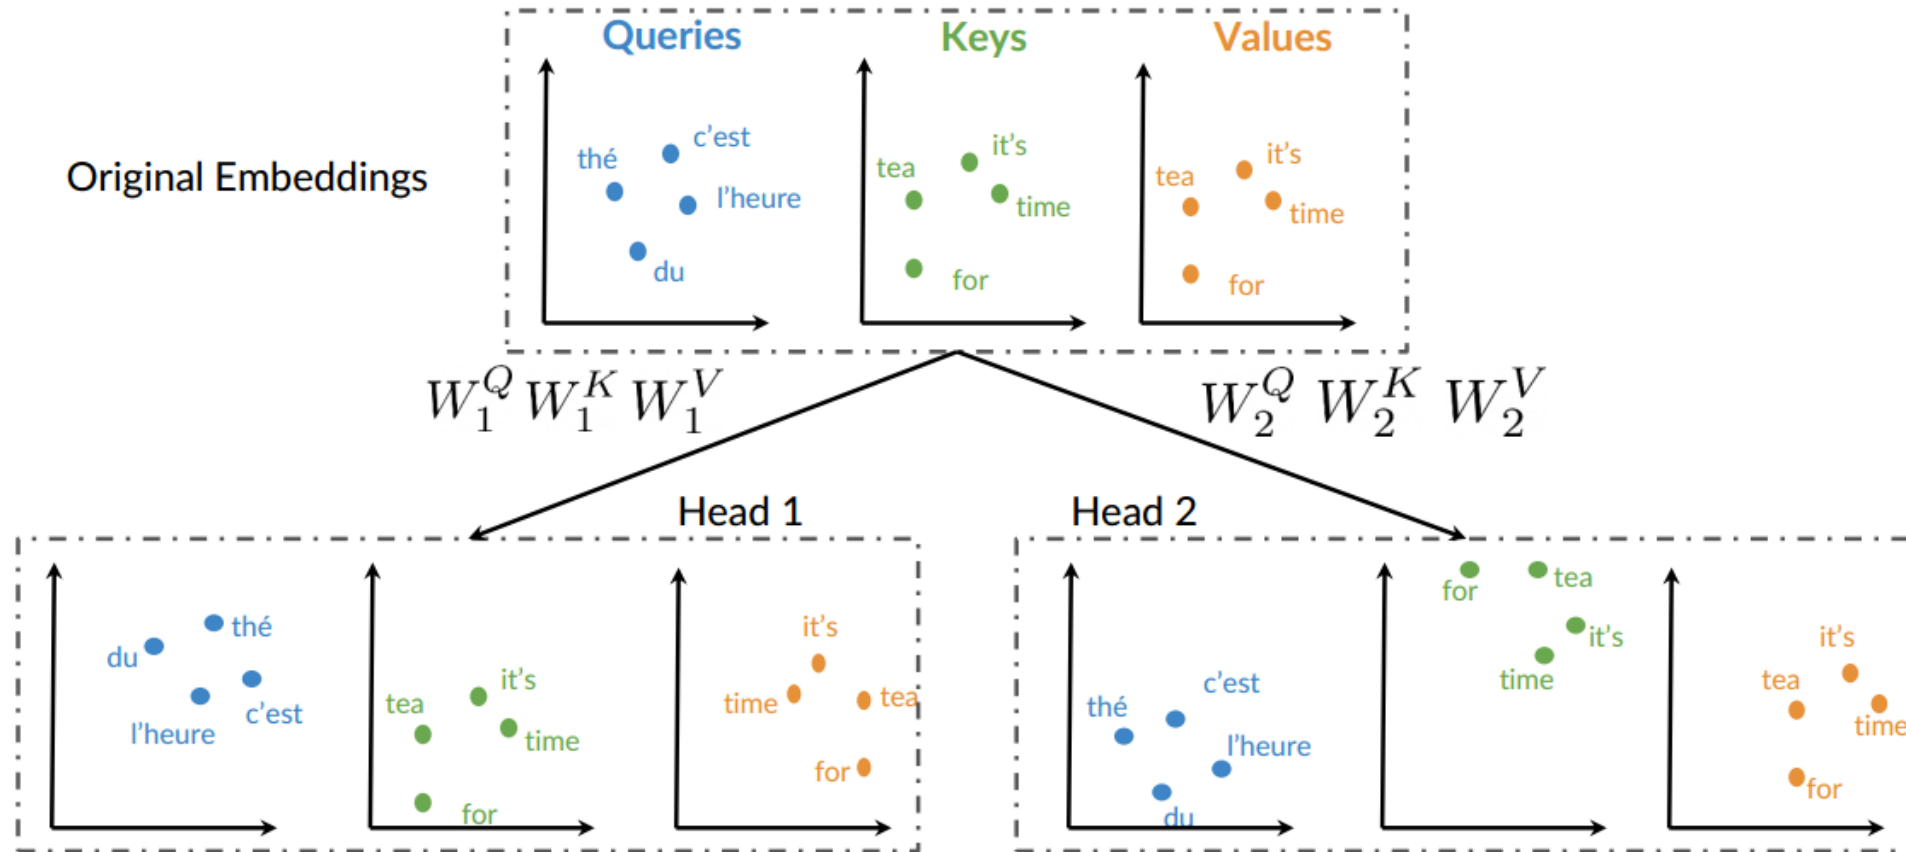 Queries Keys Values
Original Embeddings
thé
c'est
l'heure
du
tea
it's
time
for
tea
it's
time
for
W_1^Q W_1^K W_1^V
W_2^Q W_2^K W_2^V
Head 1
Head 2
du
thé
l'heure
c'est
tea
it's
time
for
it's
time
tea
for
thé
c'est
l'heure
du
for
tea
it's
time
it's
tea
time
for